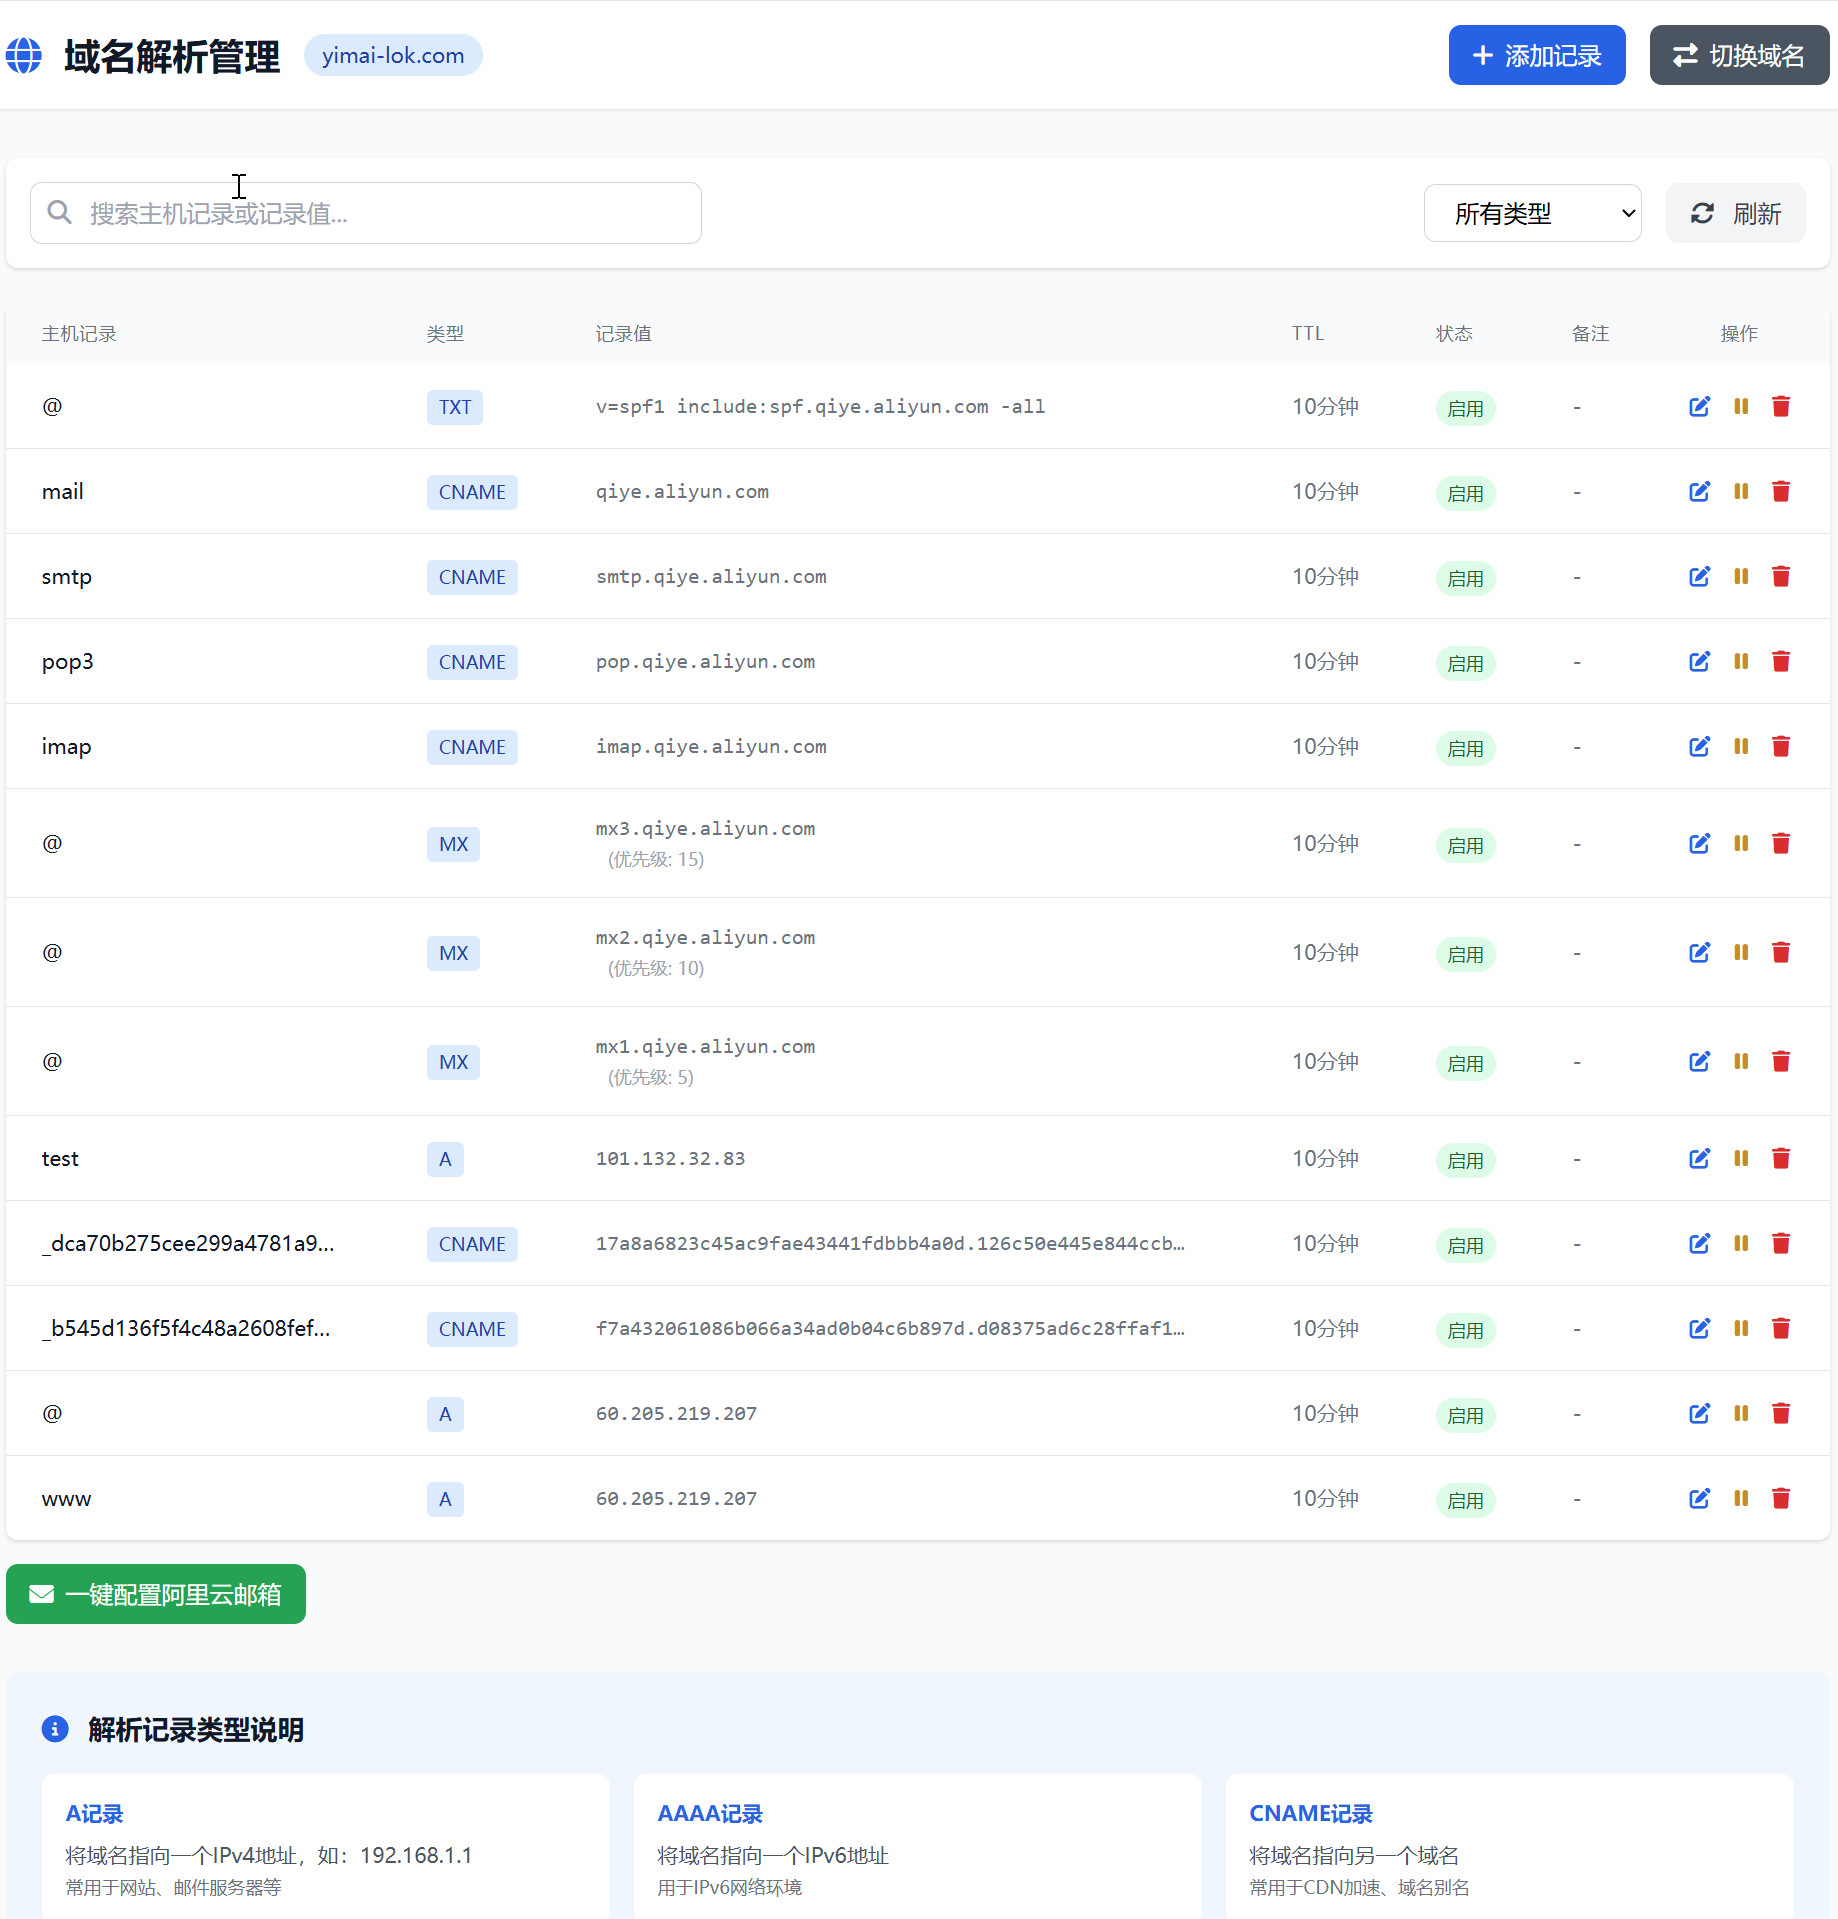 域名解析管理 yimai-lok.com 添加记录 切换域名
搜索主机记录或记录值... 所有类型 刷新
主机记录 类型 记录值 TTL 状态 备注 操作
@ TXT v=spf1 include:spf.qiye.aliyun.com -all 10分钟 启用 -
mail CNAME qiye.aliyun.com 10分钟 启用 -
smtp CNAME smtp.qiye.aliyun.com 10分钟 启用 -
pop3 CNAME pop.qiye.aliyun.com 10分钟 启用 -
imap CNAME imap.qiye.aliyun.com 10分钟 启用 -
@ MX mx3.qiye.aliyun.com 10分钟 启用 -
(优先级: 15)
@ MX mx2.qiye.aliyun.com 10分钟 启用 -
(优先级: 10)
@ MX mx1.qiye.aliyun.com 10分钟 启用 -
(优先级: 5)
test A 101.132.32.83 10分钟 启用 -
_dca70b275cee299a4781a9... CNAME 17a8a6823c45ac9fae43441fdbbb4a0d.126c50e445e844ccb… 10分钟 启用 -
_b545d136f5f4c48a2608fef... CNAME f7a432061086b066a34ad0b04c6b897d.d08375ad6c28ffaf1… 10分钟 启用 -
@ A 60.205.219.207 10分钟 启用 -
www A 60.205.219.207 10分钟 启用 -
一键配置阿里云邮箱
解析记录类型说明
A记录
将域名指向一个IPv4地址，如：192.168.1.1
常用于网站、邮件服务器等
AAAA记录
将域名指向一个IPv6地址
用于IPv6网络环境
CNAME记录
将域名指向另一个域名
常用于CDN加速、域名别名